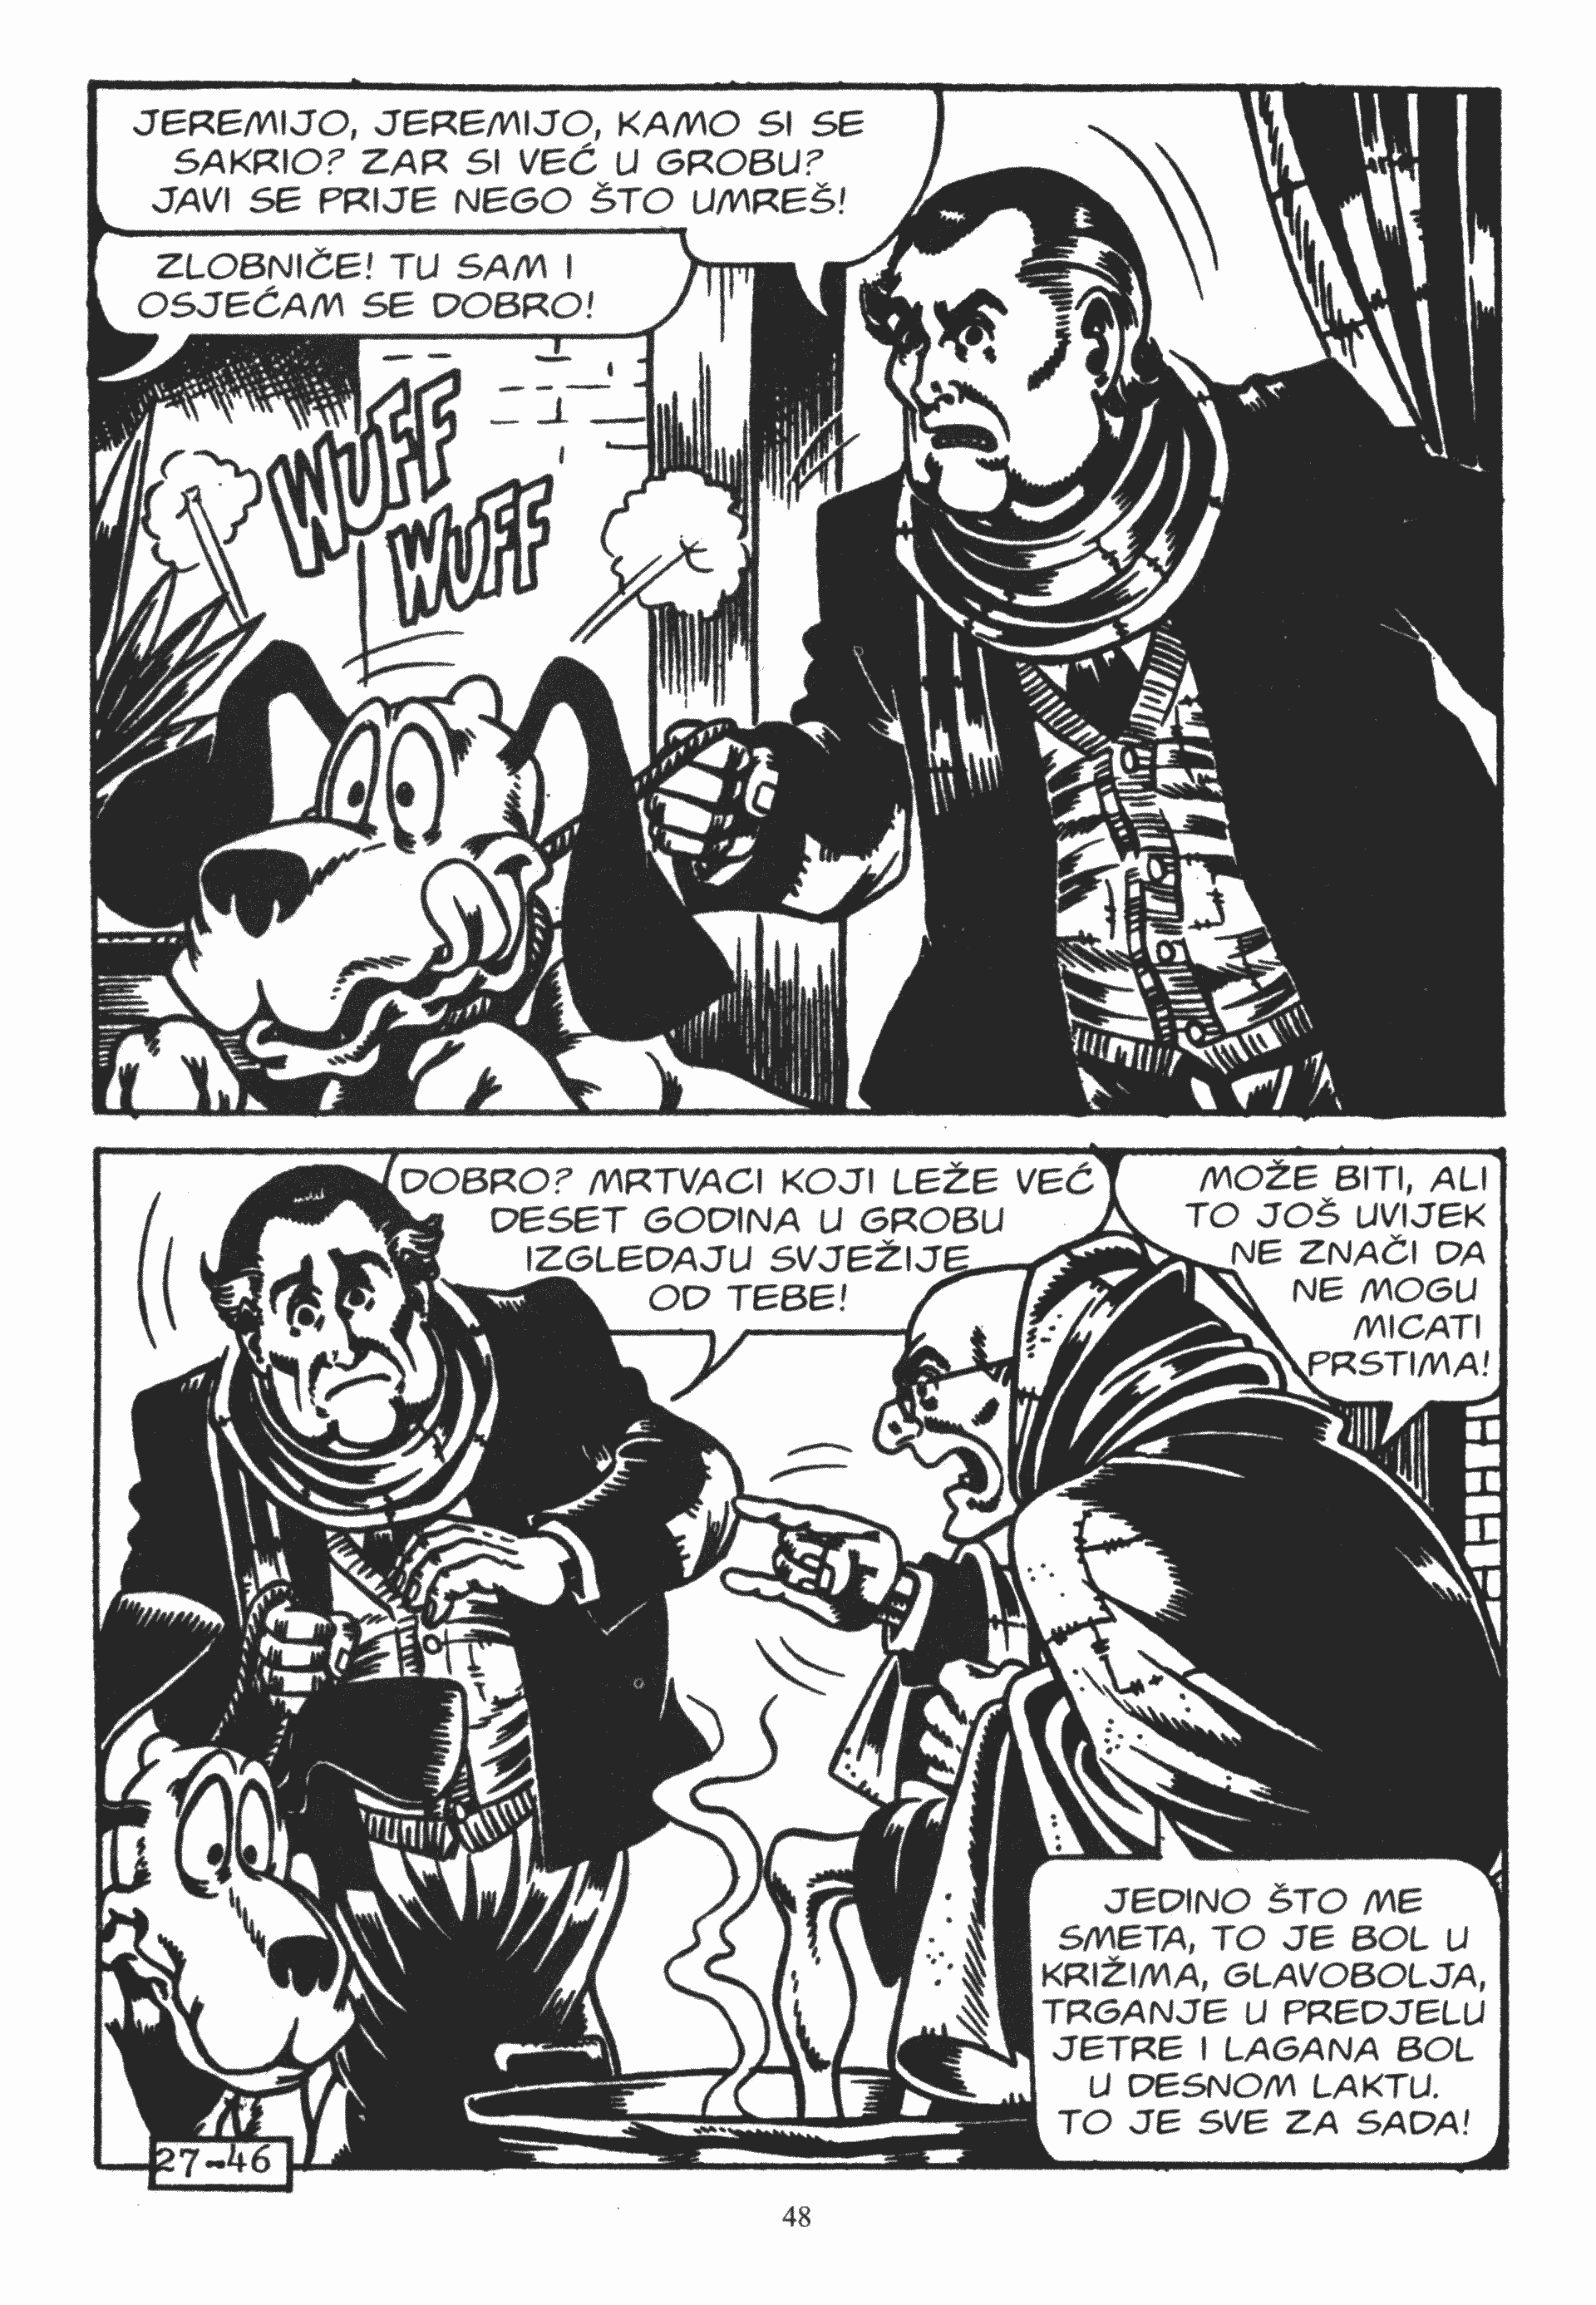 JEREMIJO, JEREMIJO, KAMO SI SE
SAKRIO? ZAR SI VEĆ U GROBU?
JAVI SE PRIJE NEGO ŠTO UMREŠ!
ZLOBNIČE! TU SAM I
OSJEĆAM SE DOBRO!
WUFF
WUFF
DOBRO? MRTVACI KOJI LEŽE VEĆ
DESET GODINA U GROBU
IZGLEDAJU SVJEŽIJE
OD TEBE!
MOŽE BITI, ALI
TO JOŠ UVIJEK
NE ZNAČI DA
NE MOGU
MICATI
PRSTIMA!
JEDINO ŠTO ME
SMETA, TO JE BOL U
KRIŽIMA, GLAVOBOLJA,
TRGANJE U PREDJELU
JETRE I LAGANA BOL
U DESNOM LAKTU.
TO JE SVE ZA SADA!
27-46
48